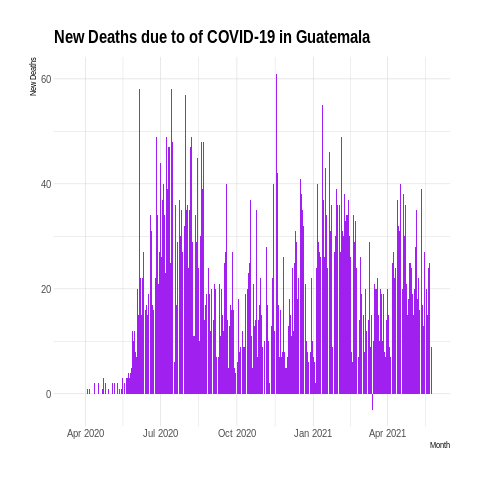 New Deaths due to of COVID-19 in Guatemala
New Deaths
60
40
20
0
Apr 2020 Jul 2020 Oct 2020 Jan 2021 Apr 2021
Month